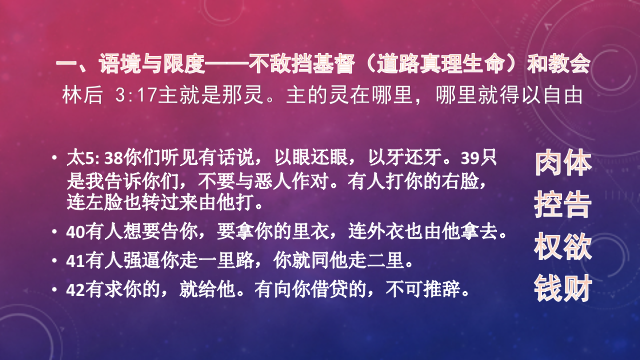 一、语境与限度——不敌挡基督（道路真理生命）和教会
林后 3:17主就是那灵。主的灵在哪里，哪里就得以自由
• 太5: 38你们听见有话说，以眼还眼，以牙还牙。39只
是我告诉你们，不要与恶人作对。有人打你的右脸，
连左脸也转过来由他打。
• 40有人想要告你，要拿你的里衣，连外衣也由他拿去。
• 41有人强逼你走一里路，你就同他走二里。
• 42有求你的，就给他。有向你借贷的，不可推辞。
肉体
控告
权欲
钱财